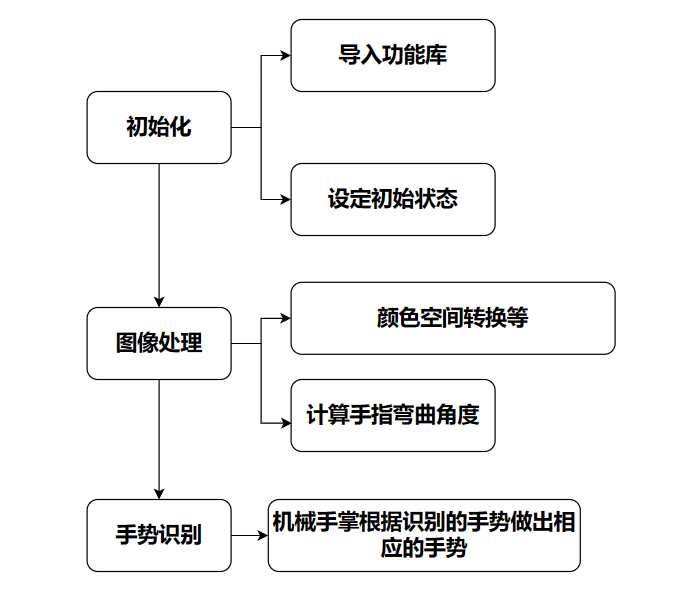 导入功能库
初始化
设定初始状态
颜色空间转换等
图像处理
计算手指弯曲角度
手势识别
机械手掌根据识别的手势做出相
应的手势